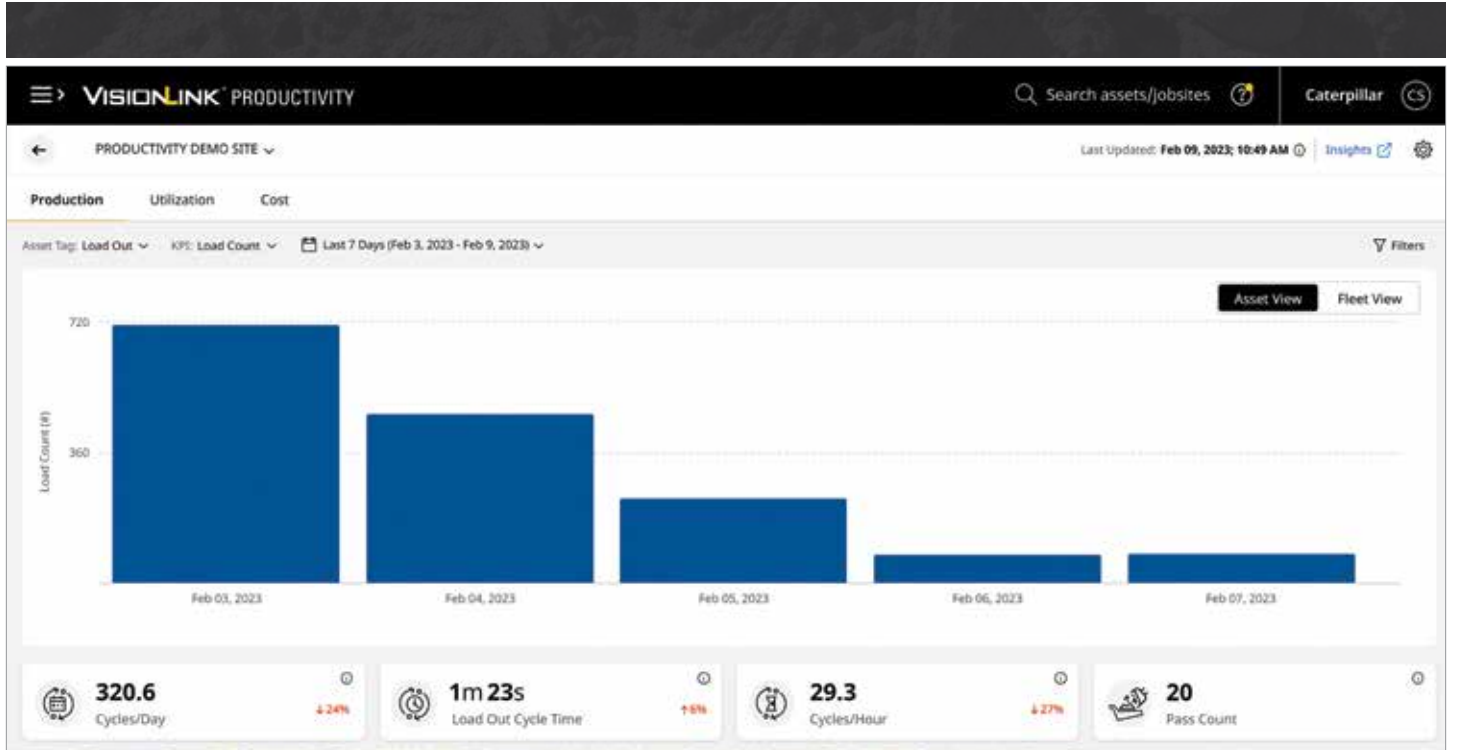 VISIONLINK PRODUCTIVITY
Search assets/jobsites
Caterpillar CS
PRODUCTIVITY DEMO SITE
Last Updated: Feb 09, 2023; 10:49 AM
Insights
Production Utilization Cost
Asset Tag: Load Out KPI: Load Count Last 7 Days (Feb 3, 2023 - Feb 9, 2023)
Filters
Asset View Fleet View
720
360
Load Count (#)
Feb 03, 2023 Feb 04, 2023 Feb 05, 2023 Feb 06, 2023 Feb 07, 2023
320.6
Cycles/Day
↓24%
1m 23s
Load Out Cycle Time
↑6%
29.3
Cycles/Hour
↓27%
20
Pass Count